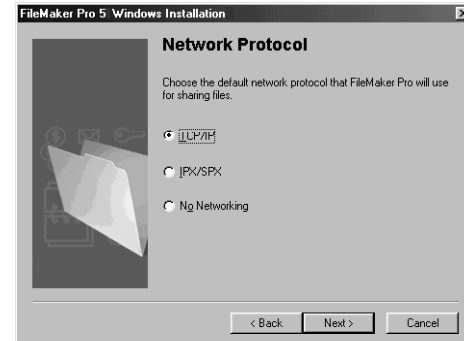 FileMaker Pro 5 Windows Installation
Network Protocol
Choose the default network protocol that FileMaker Pro will use
for sharing files.
TCP/IP
IPX/SPX
No Networking
< Back
Next >
Cancel